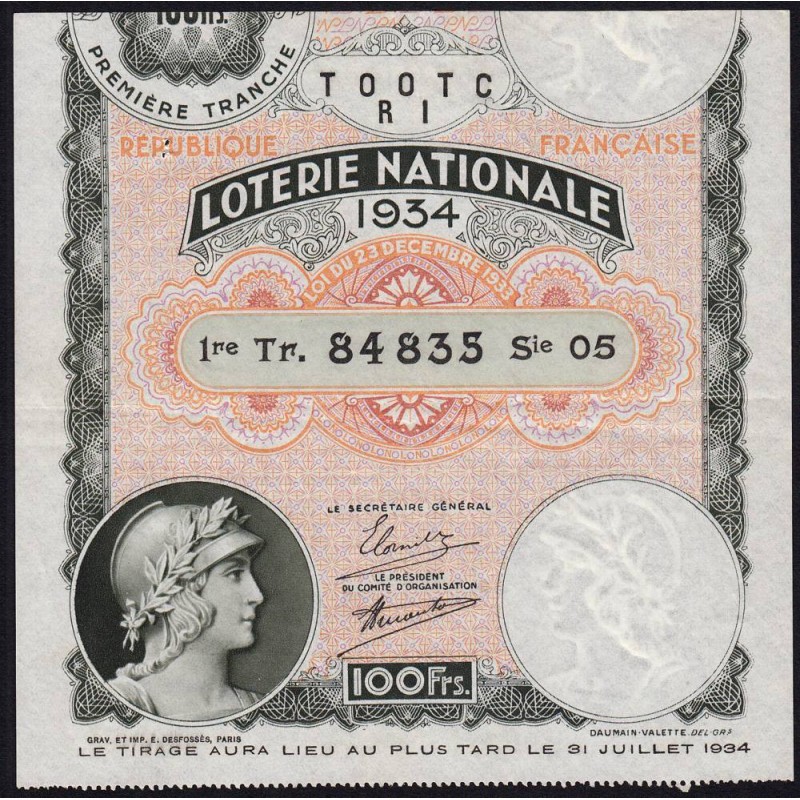 100Frs.
PREMIÈRE TRANCHE
TOOTC
RI
RÉPUBLIQUE FRANÇAISE
LOTERIE NATIONALE
1934
LOI DU 23 DECEMBRE 1933
1re Tr. 84835 Sie 05
LE SECRÉTAIRE GÉNÉRAL
LE PRÉSIDENT
DU COMITÉ D'ORGANISATION
100Frs.
GRAV. ET IMP. E. DESFOSSÉS, PARIS
DAUMAIN-VALETTE.DEL-GRS
LE TIRAGE AURA LIEU AU PLUS TARD LE 31 JUILLET 1934